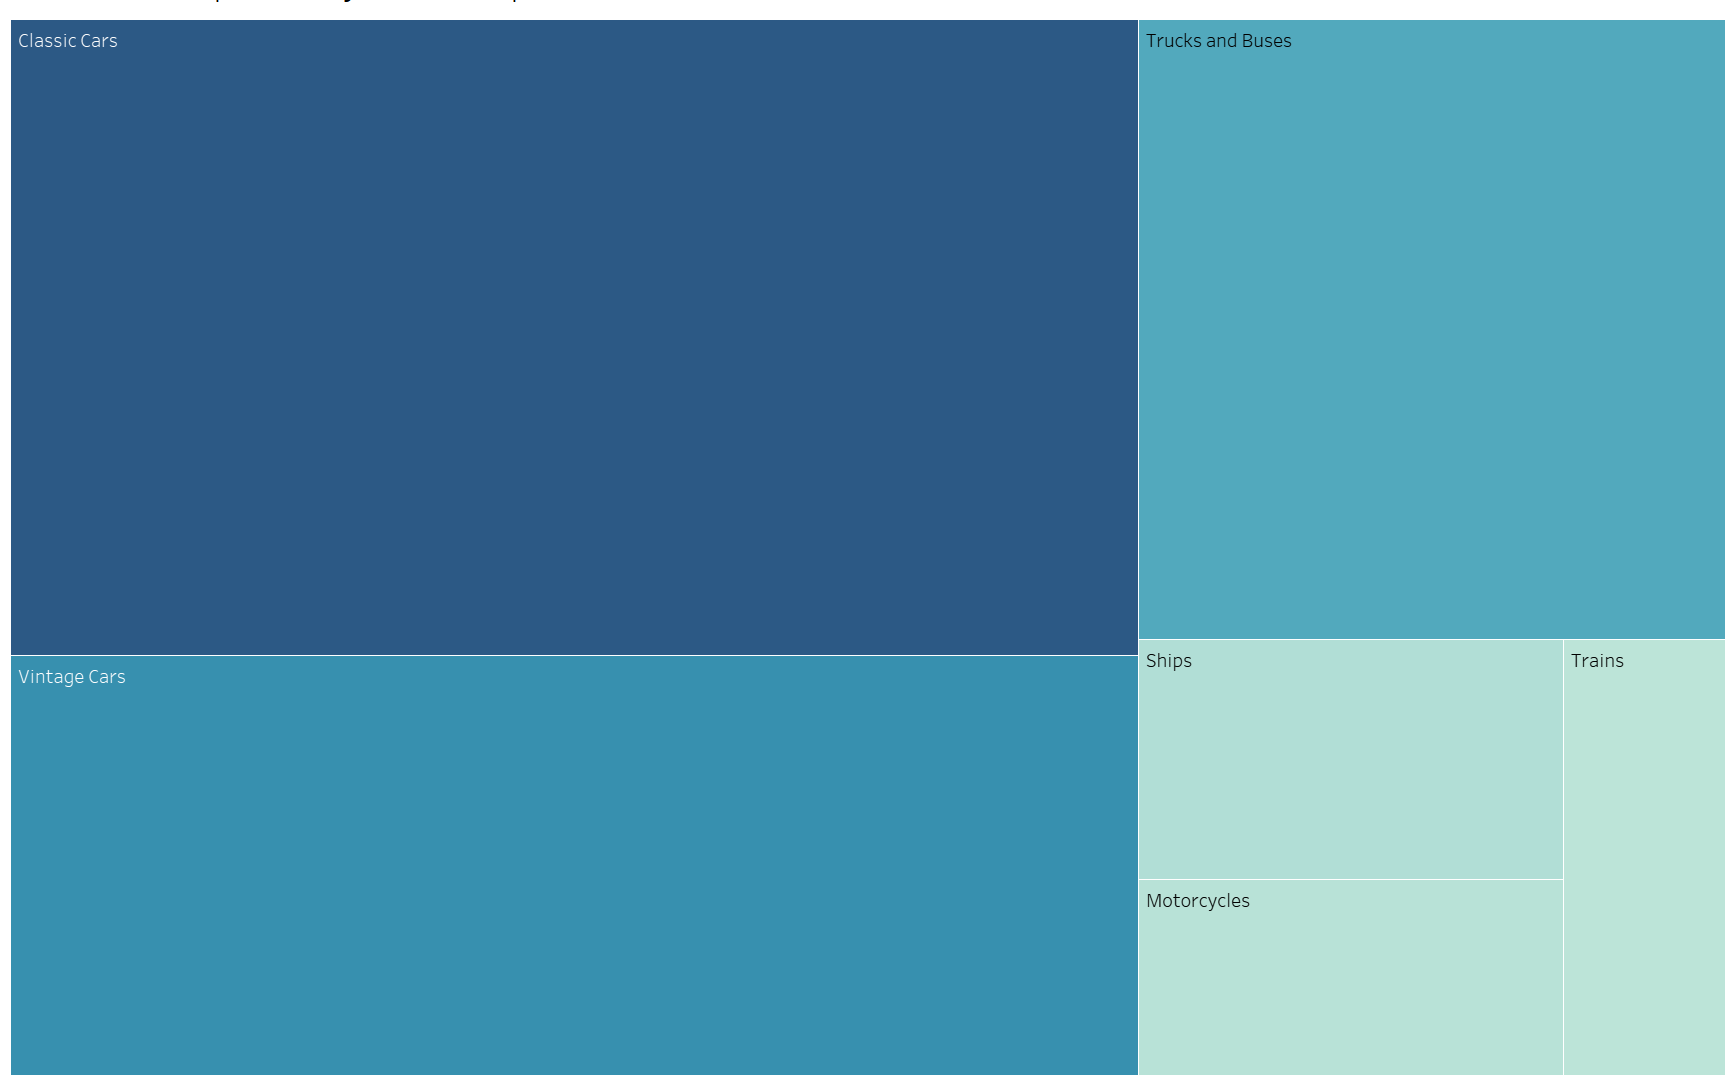 Classic Cars
Trucks and Buses
Vintage Cars
Ships
Trains
Motorcycles